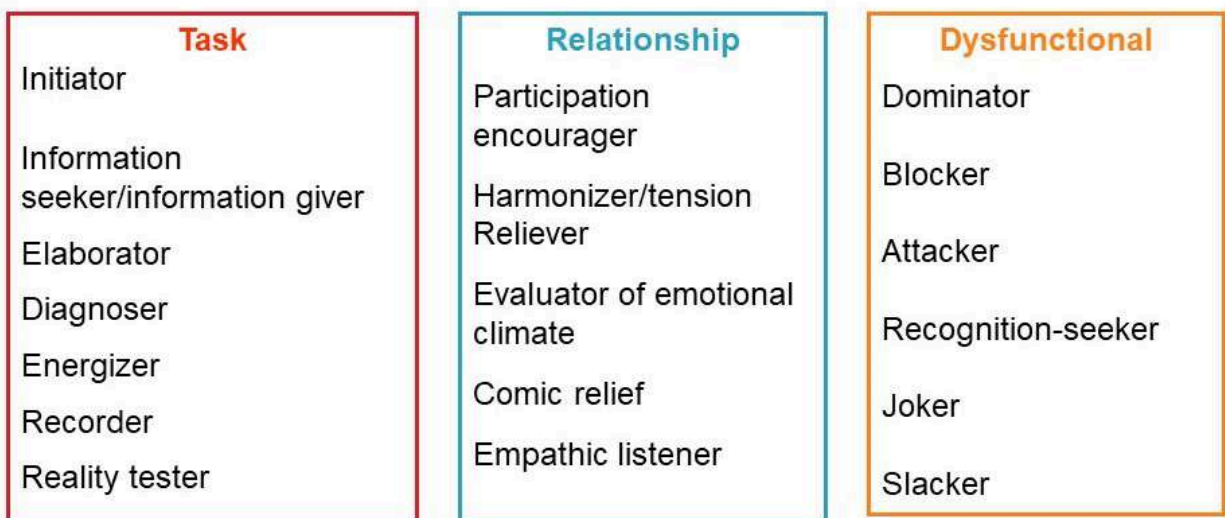 Task
Initiator
Information
seeker/information giver
Elaborator
Diagnoser
Energizer
Recorder
Reality tester
Relationship
Participation
encourager
Harmonizer/tension
Reliever
Evaluator of emotional
climate
Comic relief
Empathic listener
Dysfunctional
Dominator
Blocker
Attacker
Recognition-seeker
Joker
Slacker